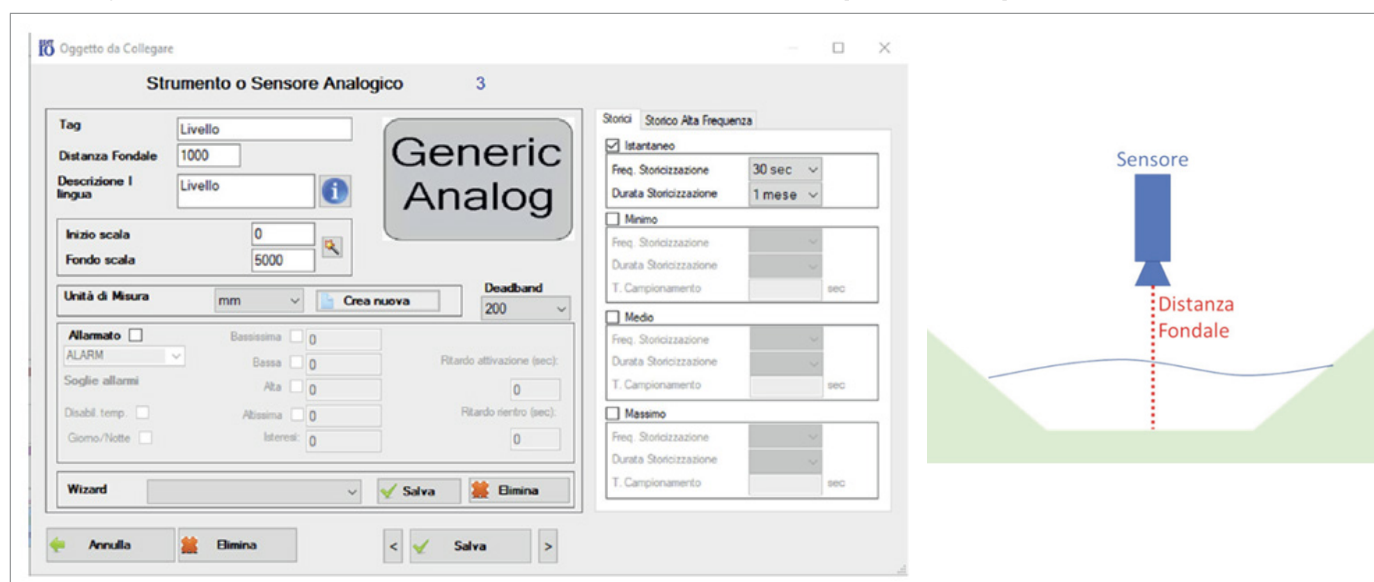 Oggetto da Collegare
Strumento o Sensore Analogico 3
Tag Livello
Distanza Fondale 1000
Descrizione I
lingua
Livello
Generic
Analog
Inizio scala 0
Fondo scala 5000
Unità di Misura mm Crea nuova
Deadband
200
Allarmato
ALARM
Soglie allarmi
Disabil. temp.
Giorno/Notte
Bassissima 0
Bassa 0
Alta 0
Altissima 0
Isteresi: 0
Ritardo attivazione (sec):
0
Ritardo rientro (sec):
0
Wizard Salva Elimina
Annulla Elimina < Salva >
Storici Storico Alta Frequenza
Istantaneo
Freq. Storicizzazione 30 sec
Durata Storicizzazione 1 mese
Minimo
Freq. Storicizzazione
Durata Storicizzazione
T. Campionamento sec
Medio
Freq. Storicizzazione
Durata Storicizzazione
T. Campionamento sec
Massimo
Freq. Storicizzazione
Durata Storicizzazione
T. Campionamento sec
Sensore
Distanza
Fondale